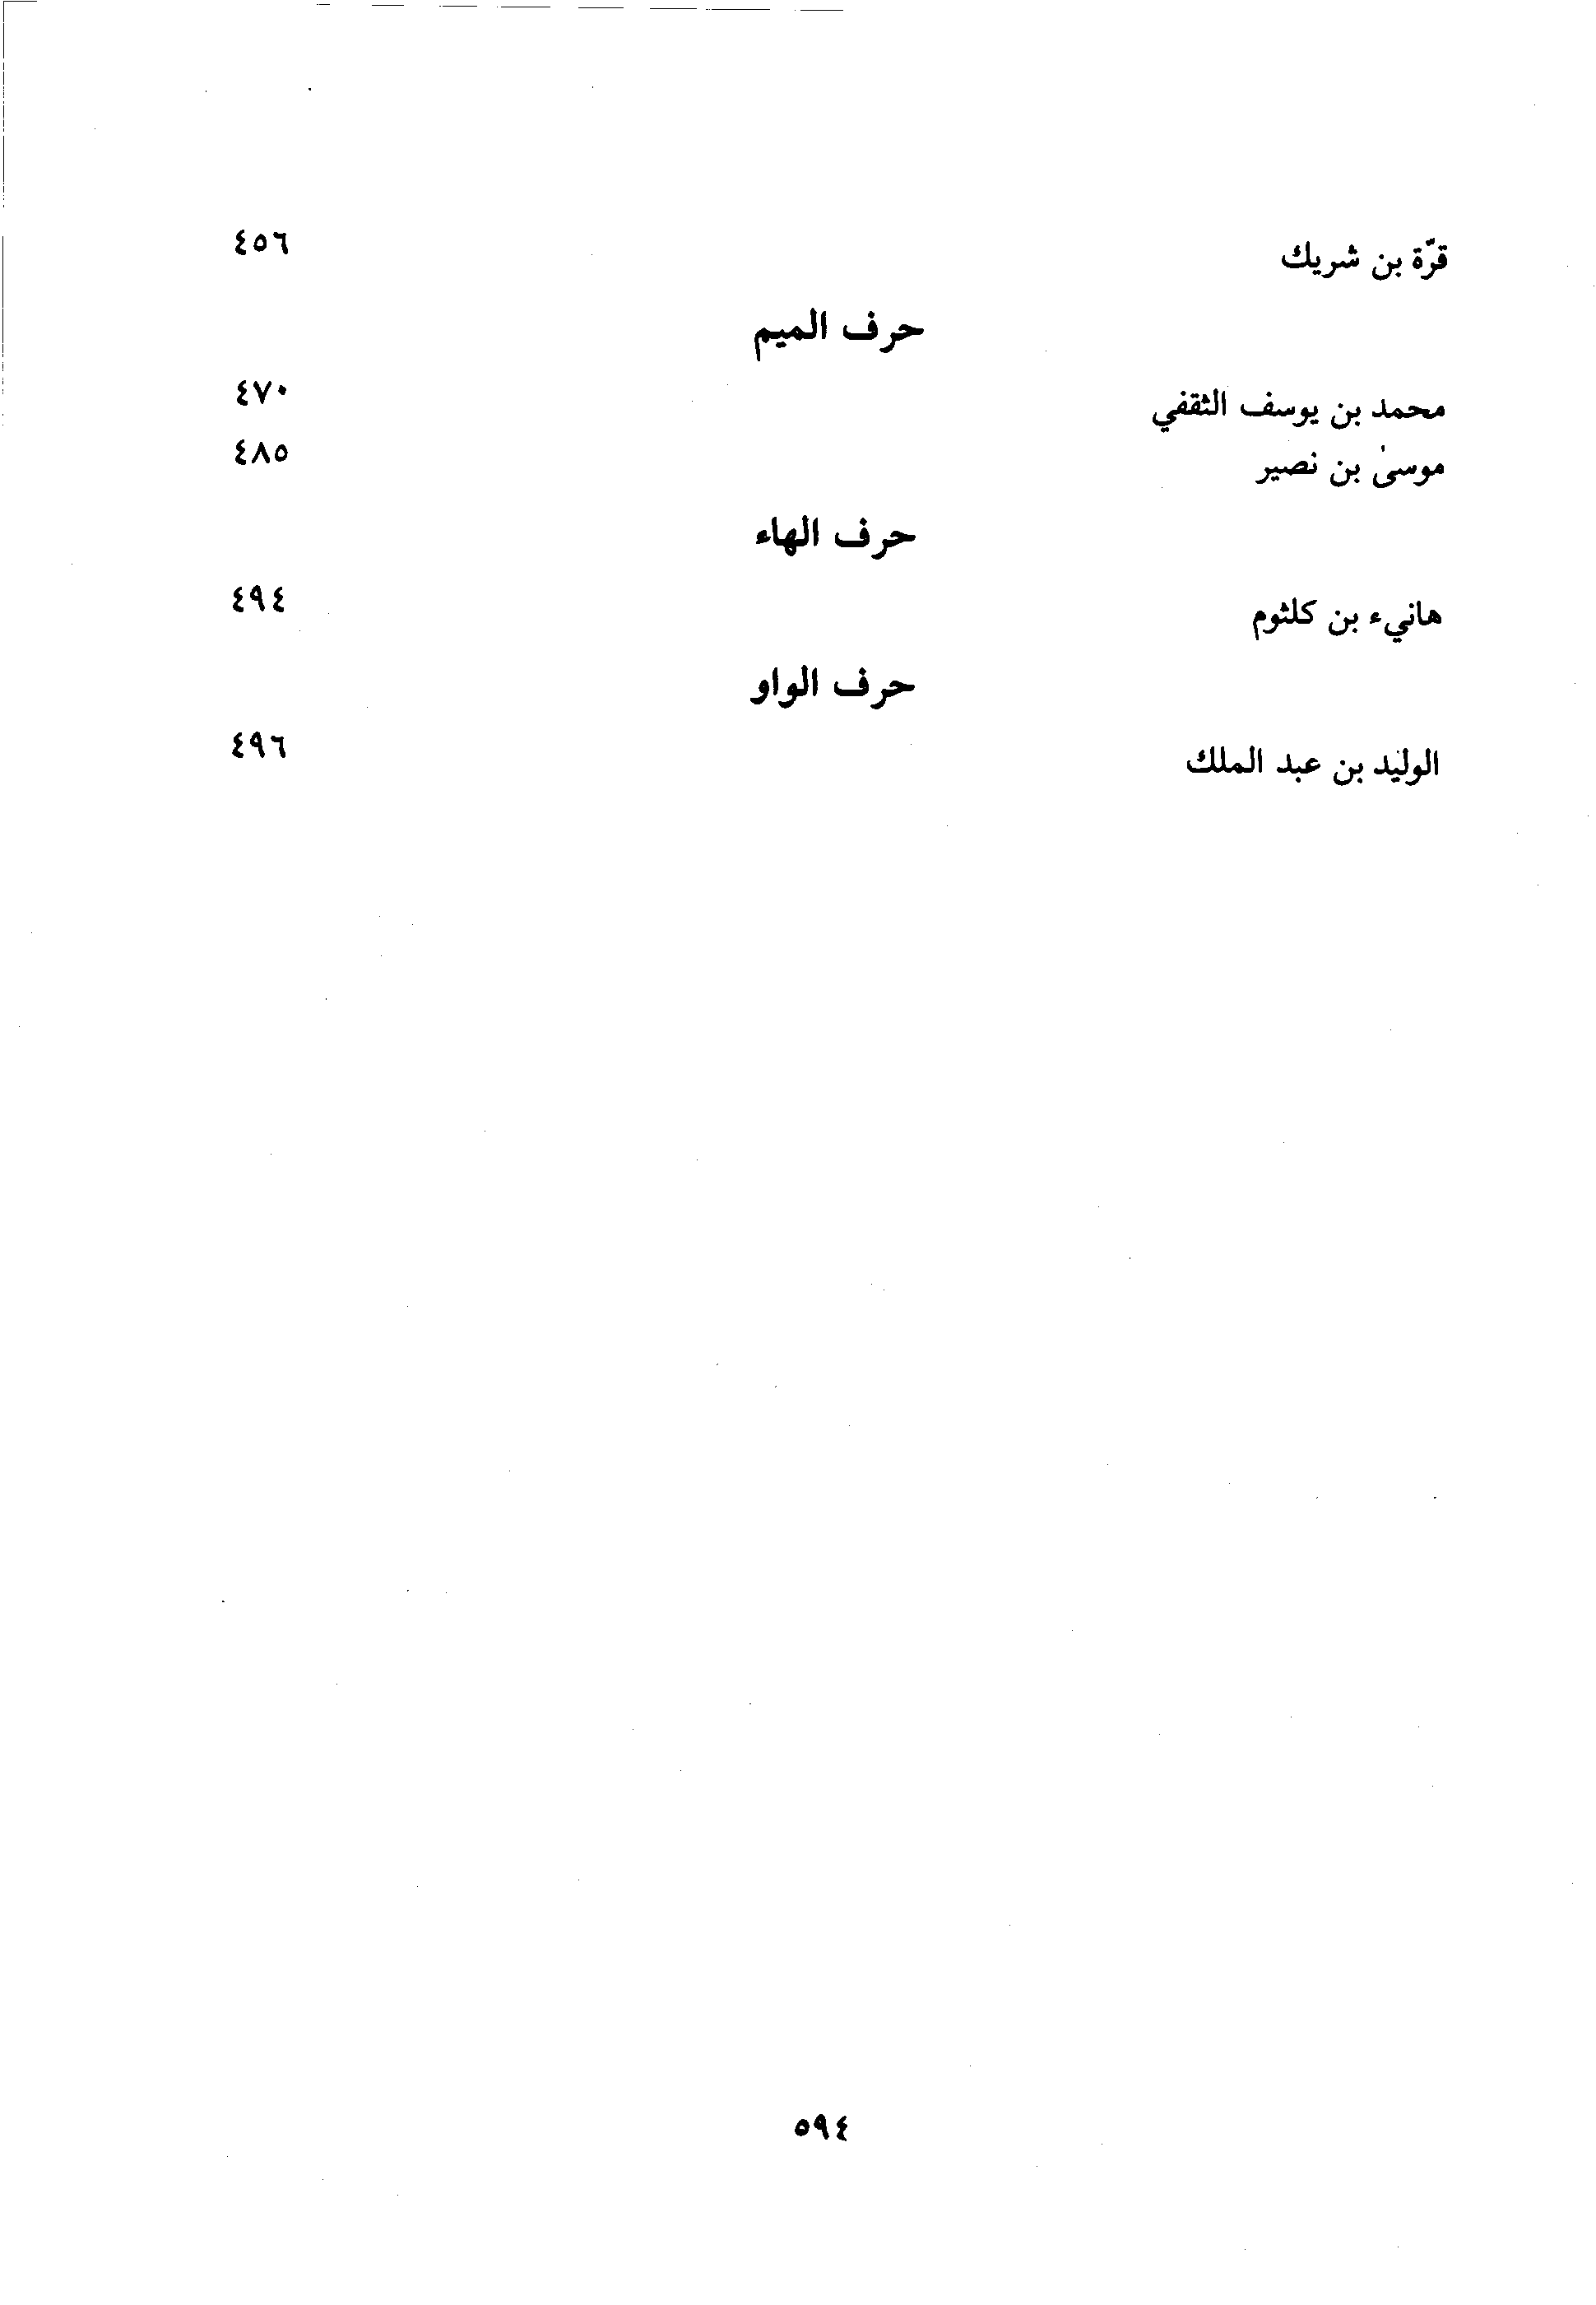 قرّة بن شريك ٤٥٦
حرف الميم
محمد بن يوسف الثقفي ٤٧٠
موسىٰ بن نصير ٤٨٥
حرف الهاء
هانيء بن كلثوم ٤٩٤
حرف الواو
الوليد بن عبد الملك ٤٩٦
٥٩٤